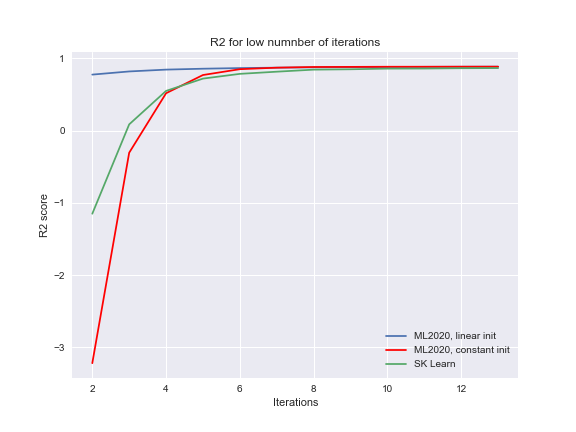 R2 for low numnber of iterations
1
0
−1
−2
−3
R2 score
2
4
6
8
10
12
Iterations
ML2020, linear init
ML2020, constant init
SK Learn